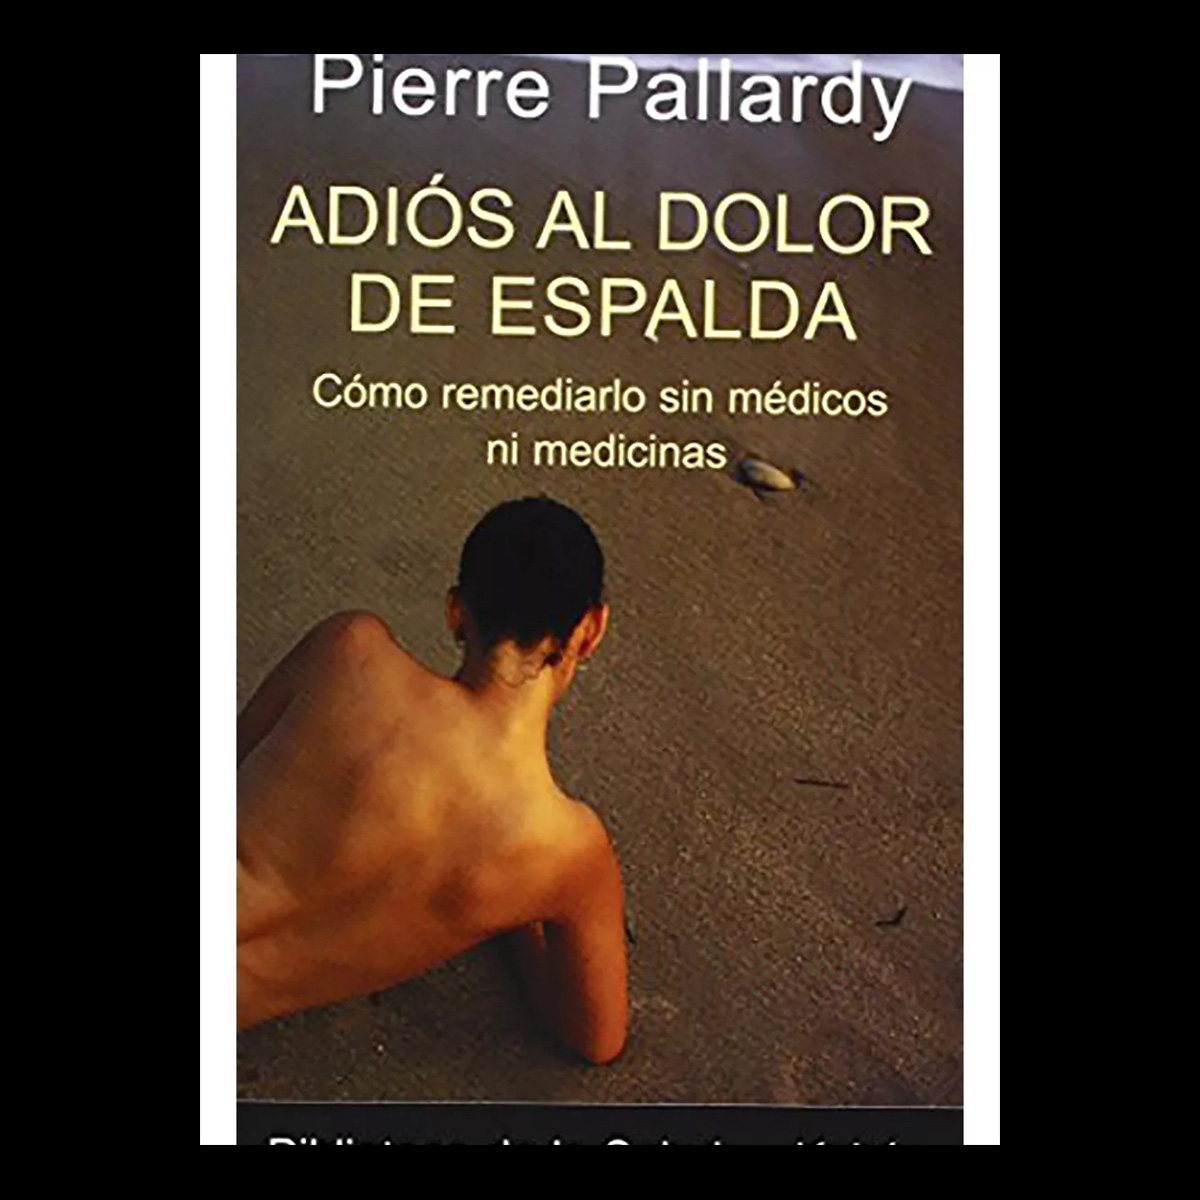 Pierre Pallardy
ADIÓS AL DOLOR
DE ESPALDA
Cómo remediarlo sin médicos
ni medicinas